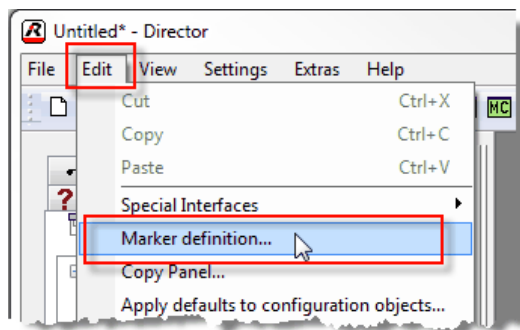 R Untitled* - Director
File Edit View Settings Extras Help
MC
Cut Ctrl+X
Copy Ctrl+C
Paste Ctrl+V
?
Special Interfaces
Marker definition...
Copy Panel...
Apply defaults to configuration objects...